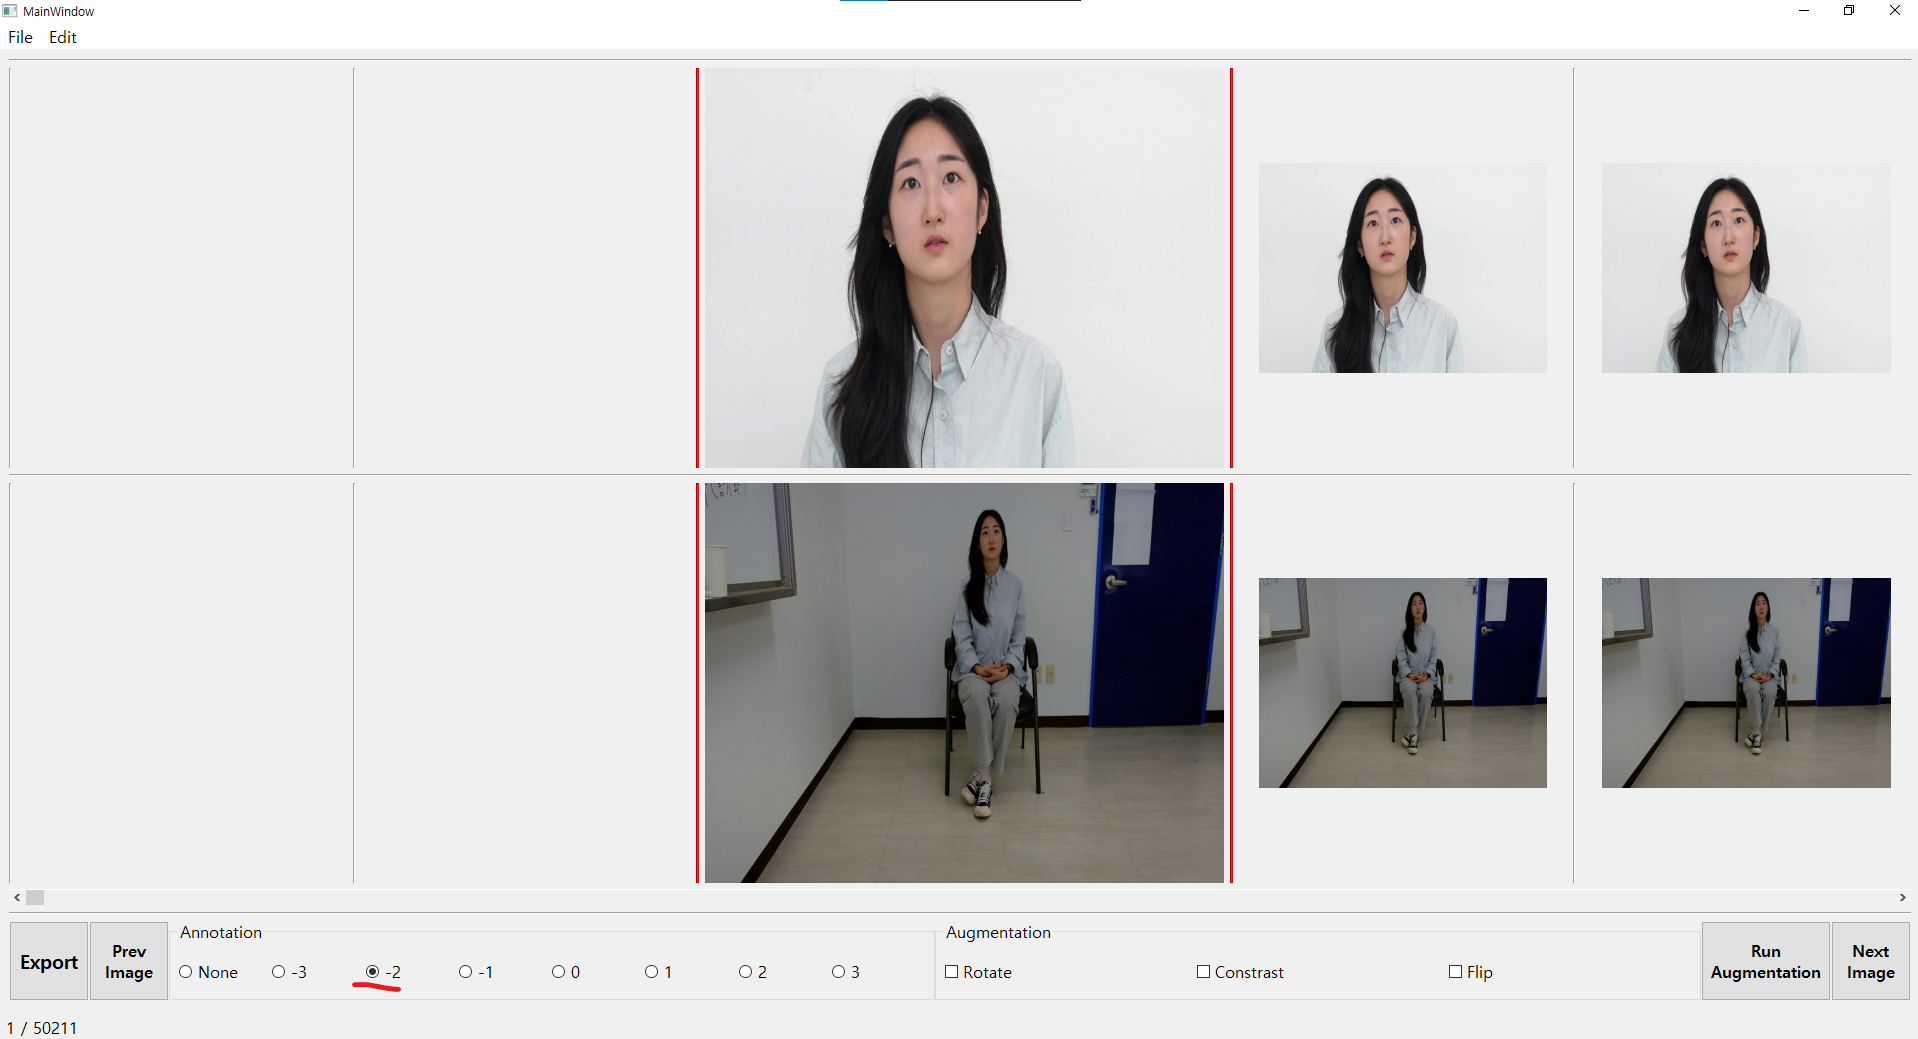 MainWindow
File Edit
Export
Prev
Image
Annotation
None -3 -2 -1 0 1 2 3
Augmentation
Rotate Constrast Flip
Run
Augmentation
Next
Image
1 / 50211